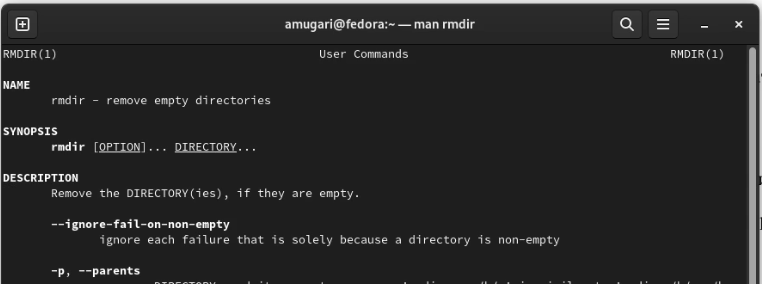 amugari@fedora:~ — man rmdir
RMDIR(1) User Commands RMDIR(1)
NAME
rmdir - remove empty directories
SYNOPSIS
rmdir [OPTION]... DIRECTORY...
DESCRIPTION
Remove the DIRECTORY(ies), if they are empty.
--ignore-fail-on-non-empty
ignore each failure that is solely because a directory is non-empty
-p, --parents